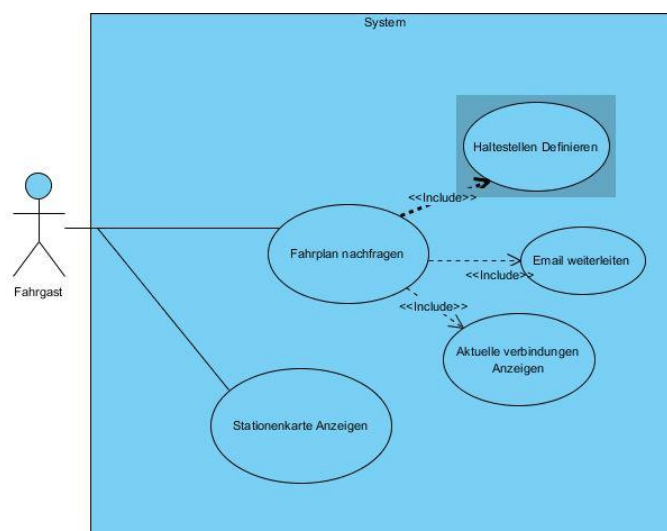 System
Haltestellen Definieren
<<Include>>
Fahrplan nachfragen
Email weiterleiten
<<Include>>
Fahrgast
<<Include>>
Aktuelle verbindungen
Anzeigen
Stationenkarte Anzeigen